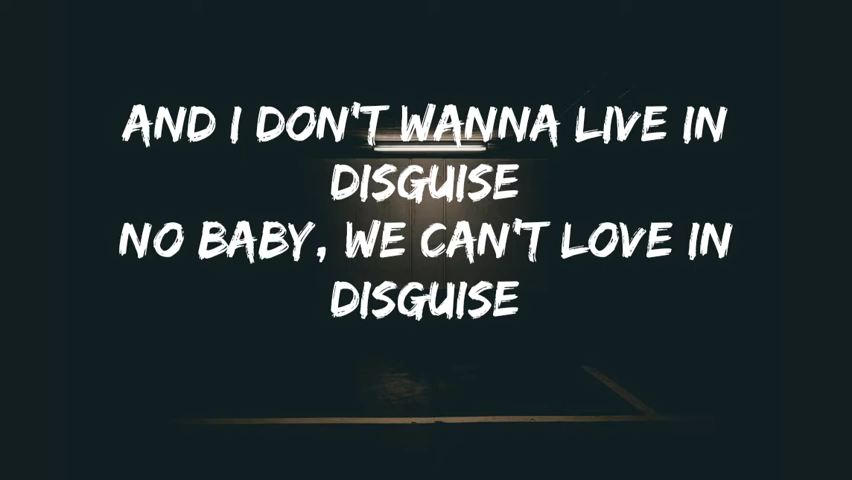 AND I DON'T WANNA LIVE IN
DISGUISE
NO BABY, WE CAN'T LOVE IN
DISGUISE